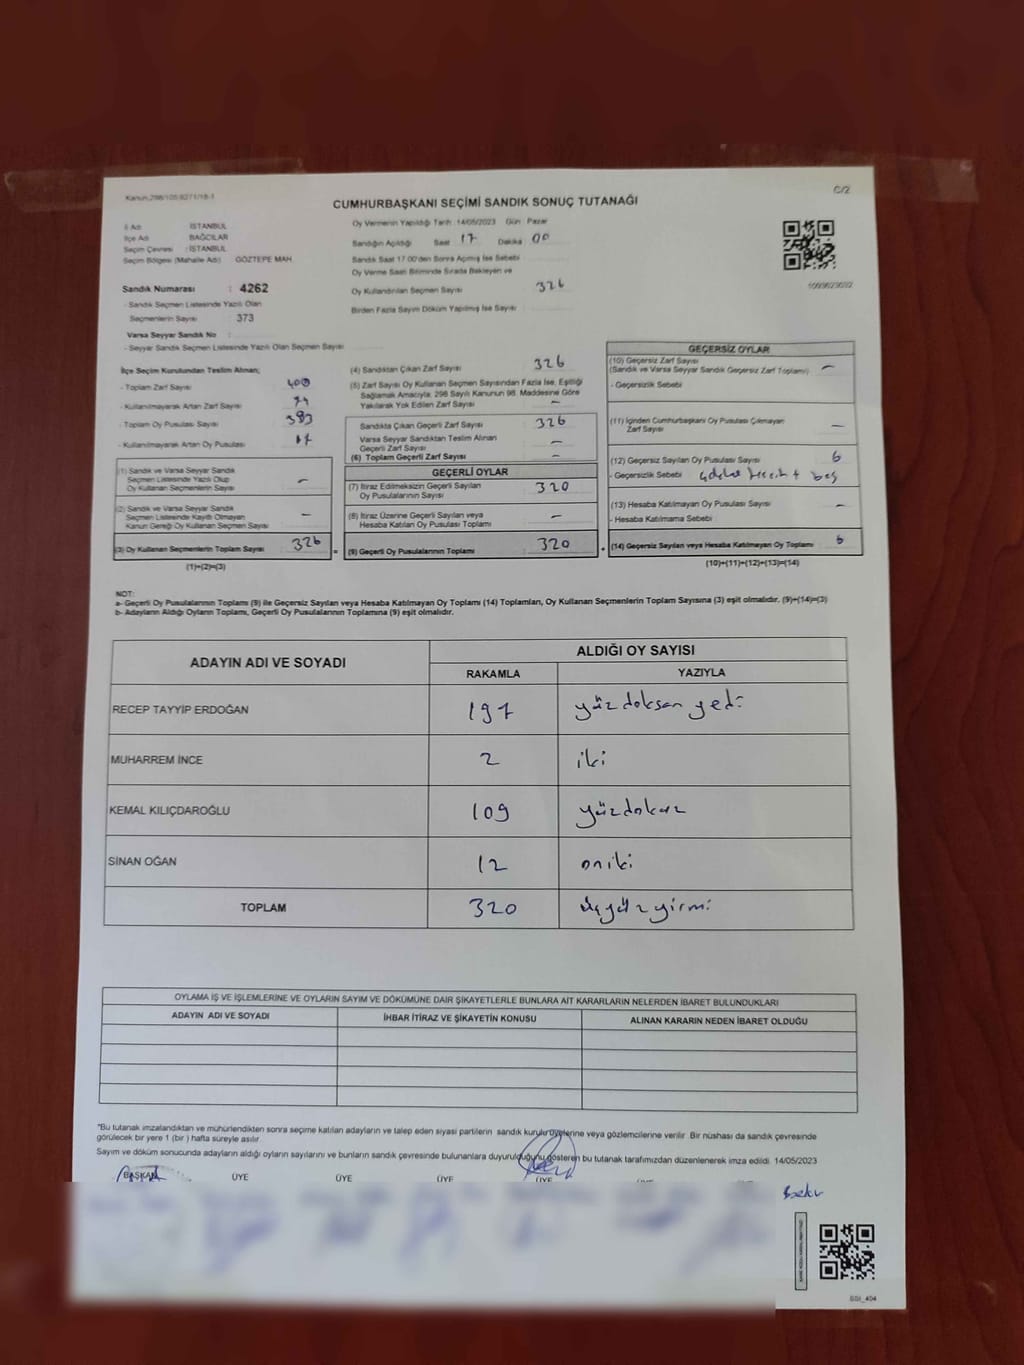 Kanun:298/105:6271/18-1
C/2
CUMHURBAŞKANI SEÇİMİ SANDIK SONUÇ TUTANAĞI
İl Adı : İSTANBUL
İlçe Adı : BAĞCILAR
Seçim Çevresi : İSTANBUL
Seçim Bölgesi (Mahalle Adı) : GÖZTEPE MAH
Sandık Numarası : 4262
- Sandık Seçmen Listesinde Yazılı Olan
Seçmenlerin Sayısı : 373
Varsa Seyyar Sandık No :
- Seyyar Sandık Seçmen Listesinde Yazılı Olan Seçmen Sayısı
Oy Vermenin Yapıldığı Tarih :14/05/2023 Gün : Pazar
Sandığın Açıldığı Saat 17 Dakika 00
Sandık Saat 17.00'den Sonra Açılmış İse Sebebi
Oy Verme Saati Bitiminde Sırada Bekleyen ve
Oy Kullandırılan Seçmen Sayısı 326
Birden Fazla Sayım Döküm Yapılmış İse Sayısı
İlçe Seçim Kurulundan Teslim Alınan;
- Toplam Zarf Sayısı 400
- Kullanılmayarak Artan Zarf Sayısı 74
- Toplam Oy Pusulası Sayısı 383
- Kullanılmayarak Artan Oy Pusulası
(1) Sandık ve Varsa Seyyar Sandık
Seçmen Listesinde Yazılı Olup
Oy Kullanan Seçmenlerin Sayısı -
(2) Sandık ve Varsa Seyyar Sandık
Seçmen Listesinde Kayıtlı Olmayan
Kanun Gereği Oy Kullanan Seçmen Sayısı -
(3) Oy Kullanan Seçmenlerin Toplam Sayısı 326
(1)+(2)=(3)
(4) Sandıktan Çıkan Zarf Sayısı 326
(5) Zarf Sayısı Oy Kullanan Seçmen Sayısından Fazla İse, Eşitliği
Sağlamak Amacıyla; 298 Sayılı Kanunun 98. Maddesine Göre
Yakılarak Yok Edilen Zarf Sayısı -
Sandıkta Çıkan Geçerli Zarf Sayısı 326
Varsa Seyyar Sandıktan Teslim Alınan
Geçerli Zarf Sayısı -
(6) Toplam Geçerli Zarf Sayısı -
GEÇERLİ OYLAR
(7) İtiraz Edilmeksizin Geçerli Sayılan
Oy Pusulalarının Sayısı 320
(8) İtiraz Üzerine Geçerli Sayılan veya
Hesaba Katılan Oy Pusulası Toplamı -
= (9) Geçerli Oy Pusulalarının Toplamı 320
1009823032
GEÇERSİZ OYLAR
(10) Geçersiz Zarf Sayısı
(Sandık ve Varsa Seyyar Sandık Geçersiz Zarf Toplamı) -
- Geçersizlik Sebebi
(11) İçinden Cumhurbaşkanı Oy Pusulası Çıkmayan
Zarf Sayısı -
(12) Geçersiz Sayılan Oy Pusulası Sayısı 6
- Geçersizlik Sebebi + boş
(13) Hesaba Katılmayan Oy Pusulası Sayısı -
- Hesaba Katılmama Sebebi
+ (14) Geçersiz Sayılan veya Hesaba Katılmayan Oy Toplamı 6
(10)+(11)+(12)+(13)=(14)
NOT:
a- Geçerli Oy Pusulalarının Toplamı (9) ile Geçersiz Sayılan veya Hesaba Katılmayan Oy Toplamı (14) Toplamları, Oy Kullanan Seçmenlerin Toplam Sayısına (3) eşit olmalıdır. (9)+(14)=(3)
b- Adayların Aldığı Oyların Toplamı, Geçerli Oy Pusulalarının Toplamına (9) eşit olmalıdır.
ADAYIN ADI VE SOYADI
ALDIĞI OY SAYISI
RAKAMLA YAZIYLA
RECEP TAYYİP ERDOĞAN 197 yüzdoksan yedi
MUHARREM İNCE 2 iki
KEMAL KILIÇDAROĞLU 109 yüzdokuz
SİNAN OĞAN 12 oniki
TOPLAM 320 üçyüzyirmi
OYLAMA İŞ VE İŞLEMLERİNE VE OYLARIN SAYIM VE DÖKÜMÜNE DAİR ŞİKAYETLERLE BUNLARA AİT KARARLARIN NELERDEN İBARET BULUNDUKLARI
ADAYIN ADI VE SOYADI İHBAR İTİRAZ VE ŞİKAYETİN KONUSU ALINAN KARARIN NEDEN İBARET OLDUĞU
*Bu tutanak imzalandıktan ve mühürlendikten sonra seçime katılan adayların ve talep eden siyasi partilerin sandık kurulu üyelerine veya gözlemcilerine verilir. Bir nüshası da sandık çevresinde
görülecek bir yere 1 (bir) hafta süreyle asılır.
Sayım ve döküm sonucunda adayların aldığı oyların sayılarını ve bunların sandık çevresinde bulunanlara duyurulduğunu gösteren bu tutanak tarafımızdan düzenlenerek imza edildi. 14/05/2023
BAŞKAN ÜYE ÜYE ÜYE ÜYE ÜYE ÜYE
SSİ_404